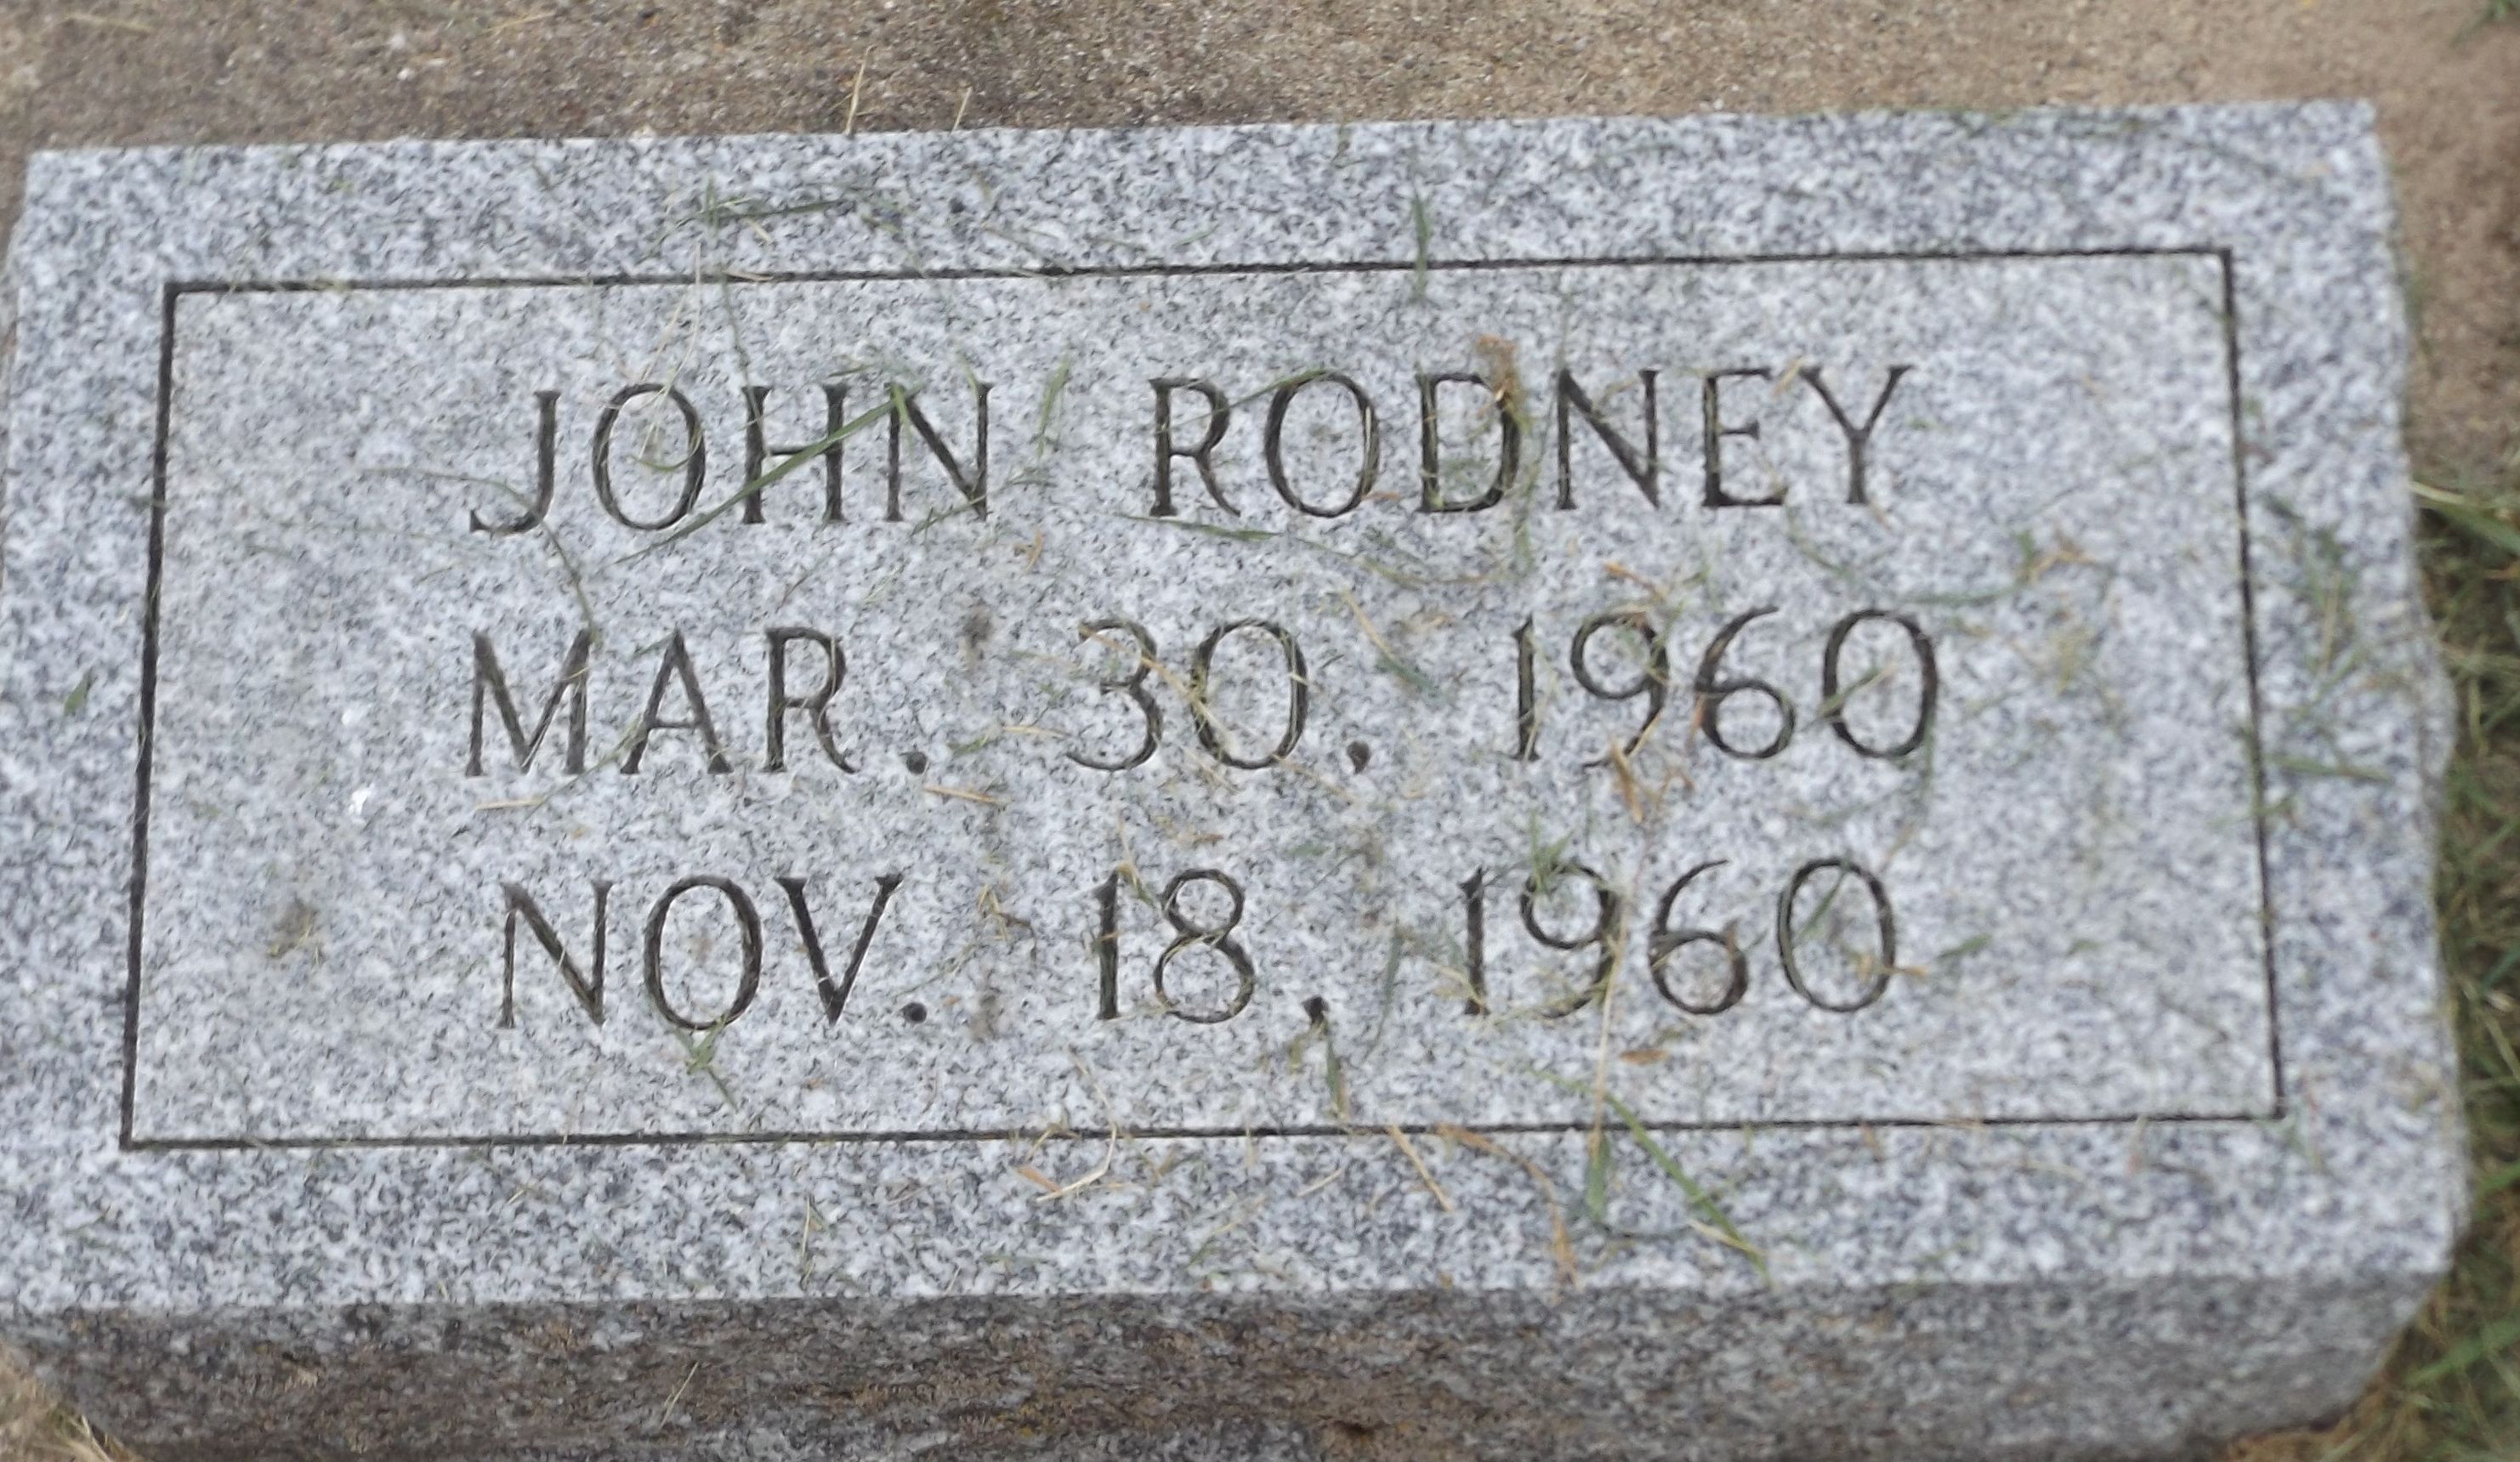 JOHN RODNEY
MAR. 30, 1960
NOV. 18, 1960